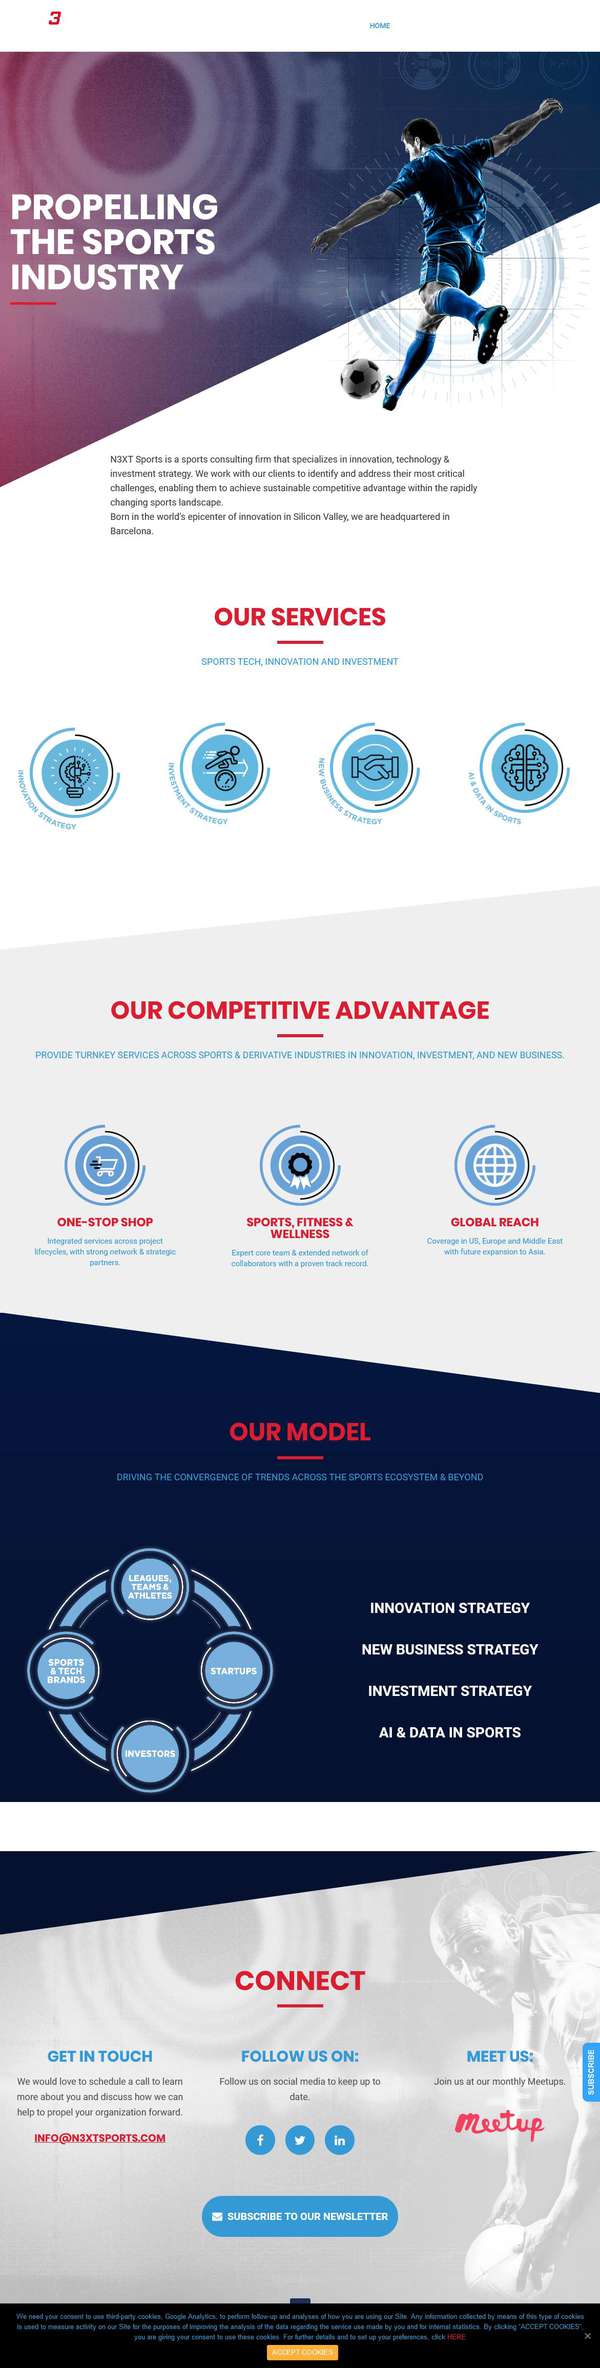 3
HOME
PROPELLING
THE SPORTS
INDUSTRY
N3XT Sports is a sports consulting firm that specializes in innovation, technology &
investment strategy. We work with our clients to identify and address their most critical
challenges, enabling them to achieve sustainable competitive advantage within the rapidly
changing sports landscape.
Born in the world's epicenter of innovation in Silicon Valley, we are headquartered in
Barcelona.
OUR SERVICES
SPORTS TECH, INNOVATION AND INVESTMENT
INNOVATION STRATEGY
INVESTMENT STRATEGY
NEW BUSINESS STRATEGY
AI & DATA IN SPORTS
OUR COMPETITIVE ADVANTAGE
PROVIDE TURNKEY SERVICES ACROSS SPORTS & DERIVATIVE INDUSTRIES IN INNOVATION, INVESTMENT, AND NEW BUSINESS.
ONE-STOP SHOP
Integrated services across project
lifecycles, with strong network & strategic
partners.
SPORTS, FITNESS &
WELLNESS
Expert core team & extended network of
collaborators with a proven track record.
GLOBAL REACH
Coverage in US, Europe and Middle East
with future expansion to Asia.
OUR MODEL
DRIVING THE CONVERGENCE OF TRENDS ACROSS THE SPORTS ECOSYSTEM & BEYOND
LEAGUES,
TEAMS &
ATHLETES
SPORTS
& TECH
BRANDS
STARTUPS
INVESTORS
INNOVATION STRATEGY
NEW BUSINESS STRATEGY
INVESTMENT STRATEGY
AI & DATA IN SPORTS
CONNECT
GET IN TOUCH
We would love to schedule a call to learn
more about you and discuss how we can
help to propel your organization forward.
INFO@N3XTSPORTS.COM
FOLLOW US ON:
Follow us on social media to keep up to
date.
MEET US:
Join us at our monthly Meetups.
meetup
SUBSCRIBE
SUBSCRIBE TO OUR NEWSLETTER
We need your consent to use third-party cookies, Google Analytics, to perform follow-up and analyses of how you are using our Site. Any information collected by means of this type of cookies
is used to measure activity on our Site for the purposes of improving the analysis of the data regarding the service use made by you and for internal statistics. By clicking "ACCEPT COOKIES",
you are giving your consent to use these cookies. For further details and to set up your preferences, click HERE
ACCEPT COOKIES